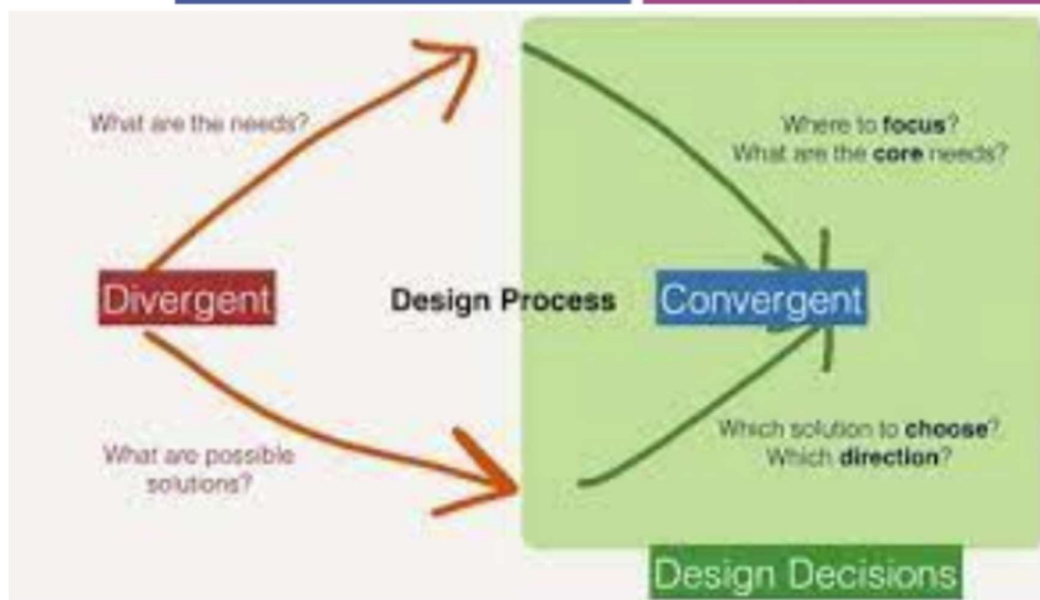 What are the needs?
Where to focus?
What are the core needs?
Divergent
Design Process
Convergent
What are possible
solutions?
Which solution to choose?
Which direction?
Design Decisions